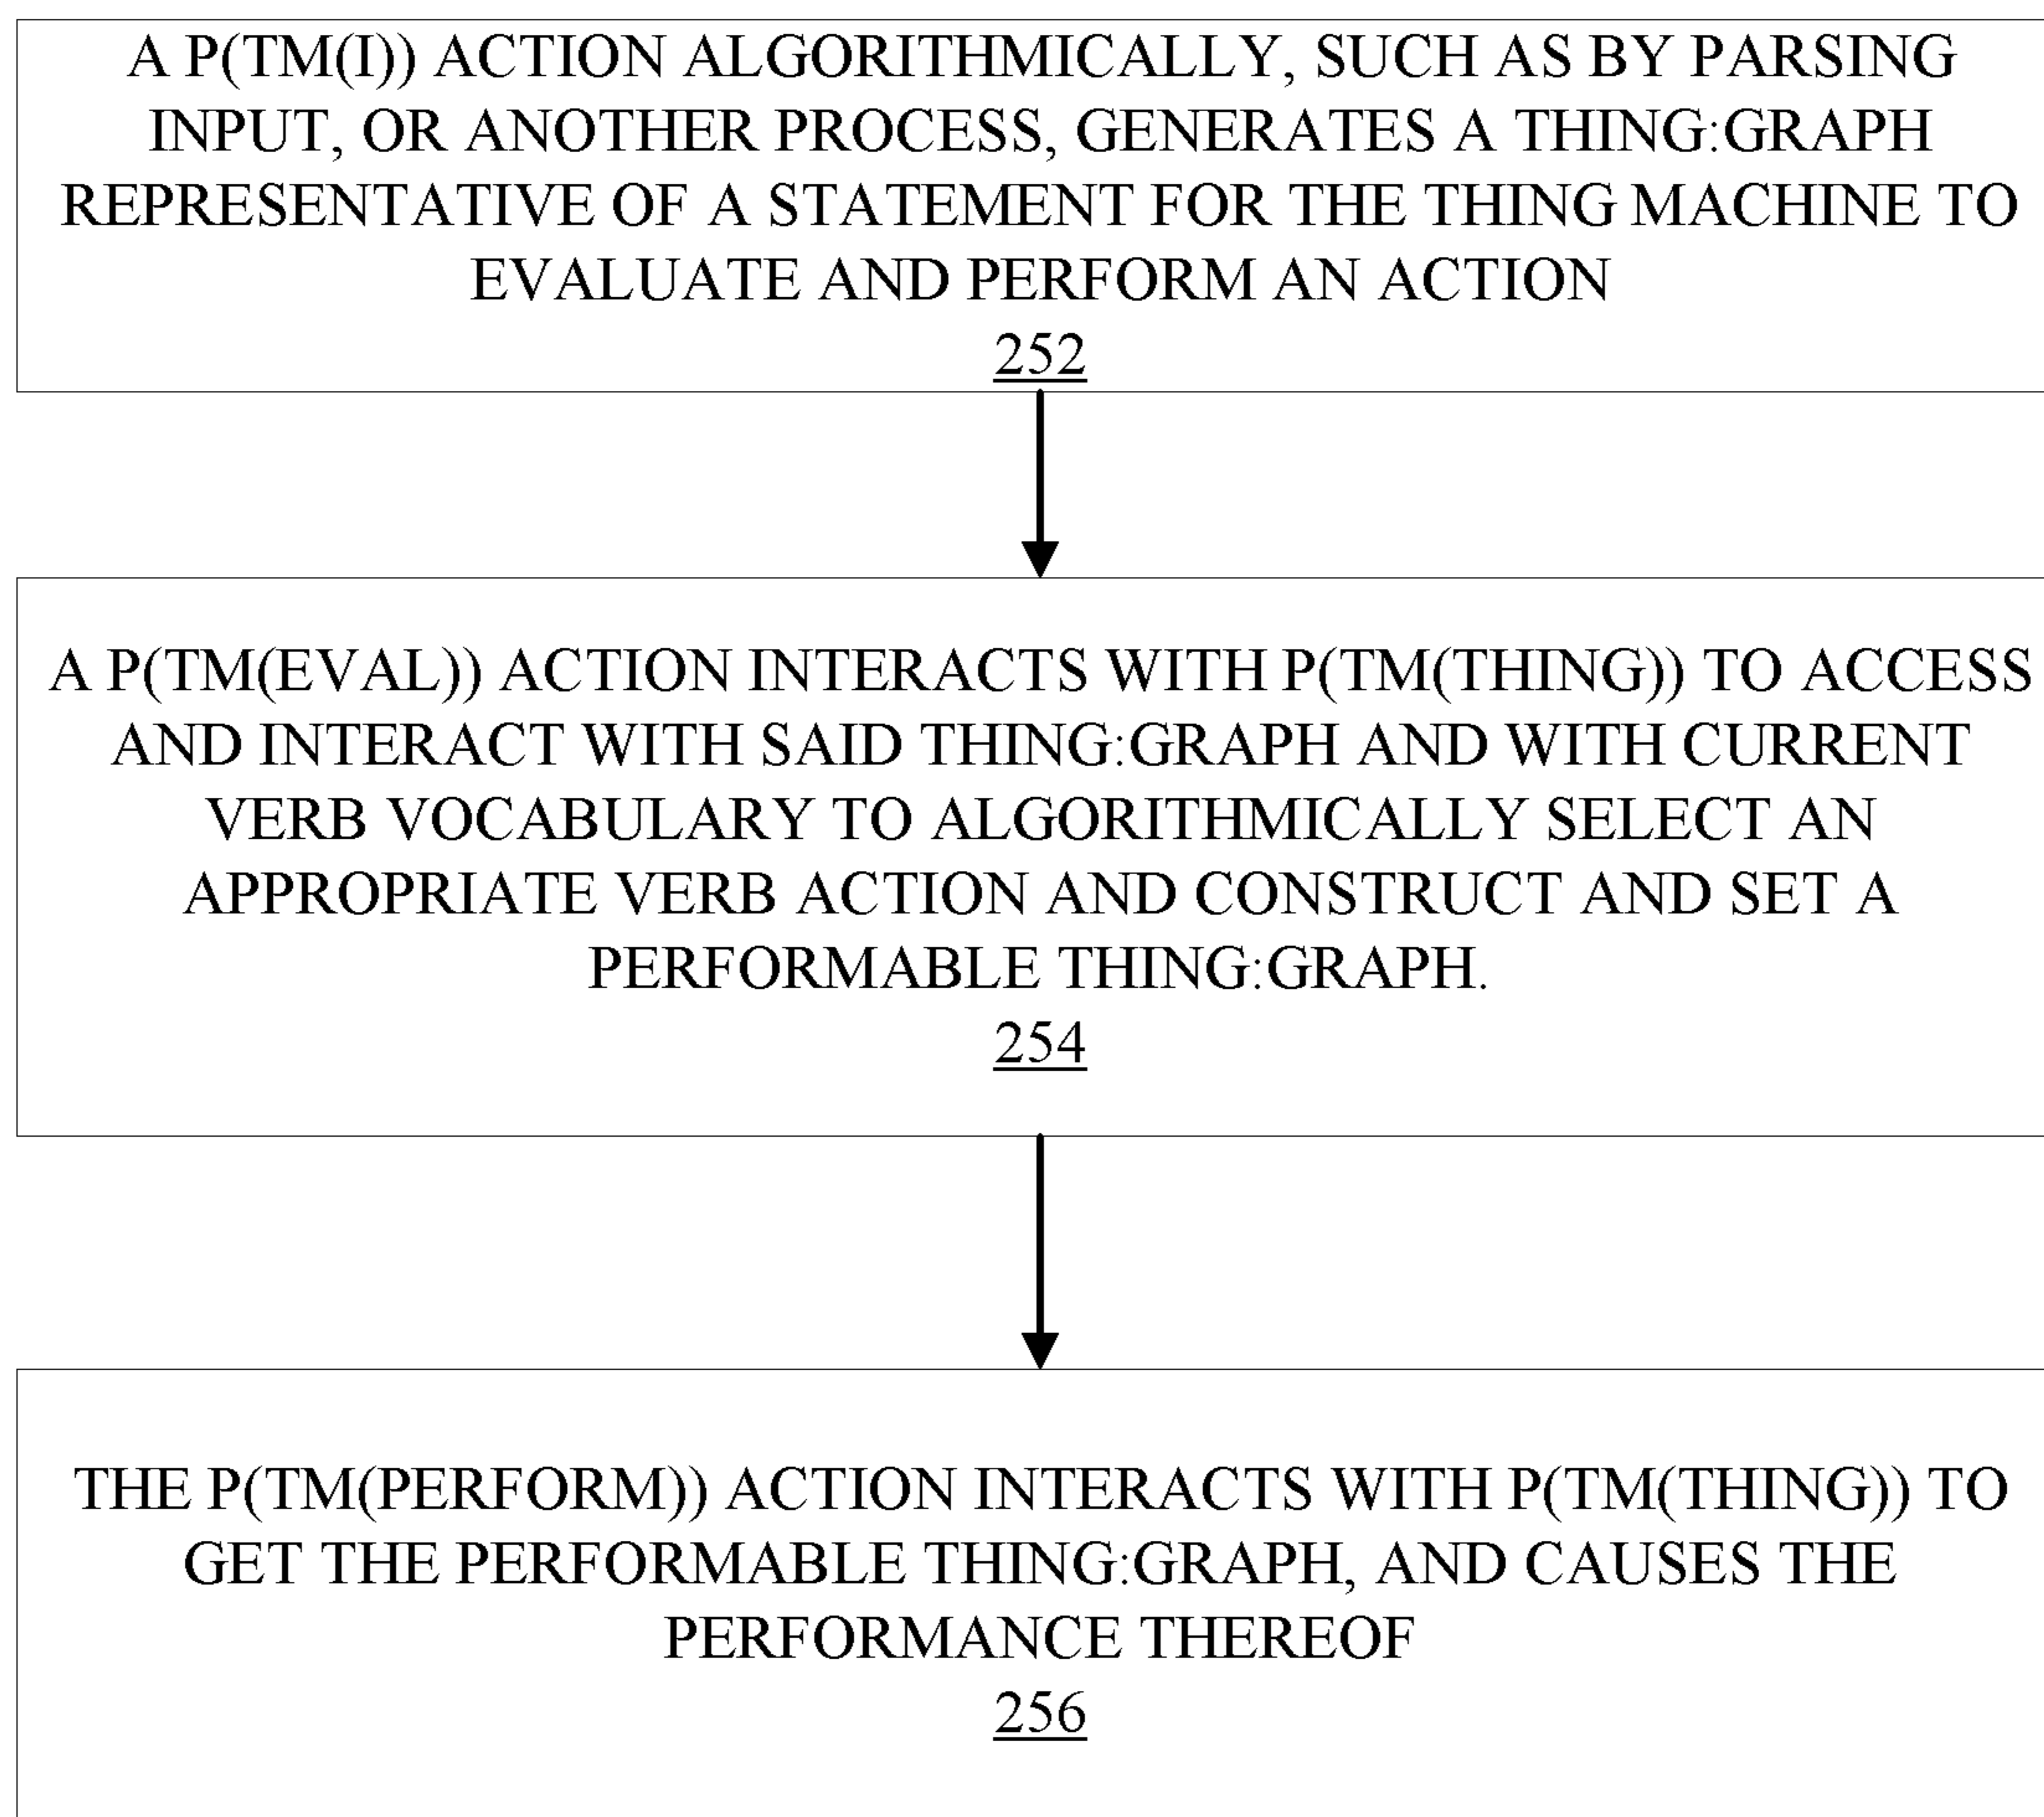 A P(TM(I)) ACTION ALGORITHMICALLY, SUCH AS BY PARSING
INPUT, OR ANOTHER PROCESS, GENERATES A THING:GRAPH
REPRESENTATIVE OF A STATEMENT FOR THE THING MACHINE TO
EVALUATE AND PERFORM AN ACTION
252
A P(TM(EVAL)) ACTION INTERACTS WITH P(TM(THING)) TO ACCESS
AND INTERACT WITH SAID THING:GRAPH AND WITH CURRENT
VERB VOCABULARY TO ALGORITHMICALLY SELECT AN
APPROPRIATE VERB ACTION AND CONSTRUCT AND SET A
PERFORMABLE THING:GRAPH.
254
THE P(TM(PERFORM)) ACTION INTERACTS WITH P(TM(THING)) TO
GET THE PERFORMABLE THING:GRAPH, AND CAUSES THE
PERFORMANCE THEREOF
256